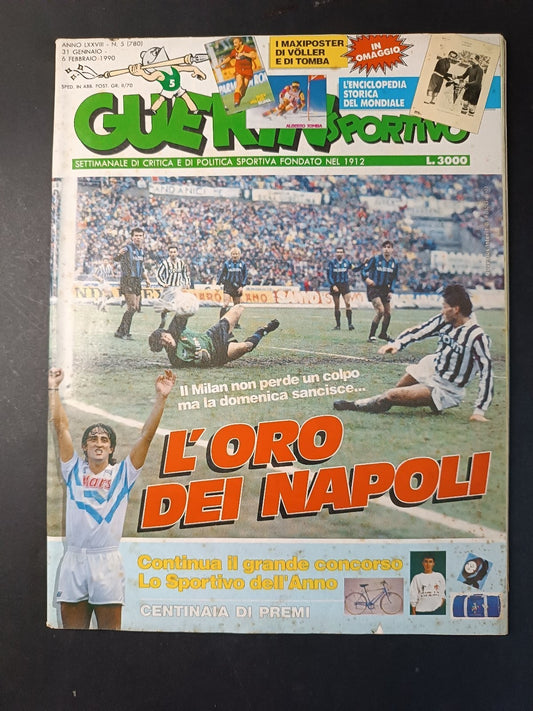 ANNO LXXVIII - N. 5 (780)
31 GENNAIO -
6 FEBBRAIO - 1990
SPED. IN ABB. POST. GR. II/70
5
I MAXIPOSTER
DI VÖLLER
E DI TOMBA
IN
OMAGGIO
L'ENCICLOPEDIA
STORICA
DEL MONDIALE
ALBERTO TOMBA
GUERIN SPORTIVO
SETTIMANALE DI CRITICA E DI POLITICA SPORTIVA FONDATO NEL 1912
L. 3000
Il Milan non perde un colpo
ma la domenica sancisce...
L'ORO
DEI NAPOLI
Mars
Continua il grande concorso
Lo Sportivo dell'Anno
CENTINAIA DI PREMI